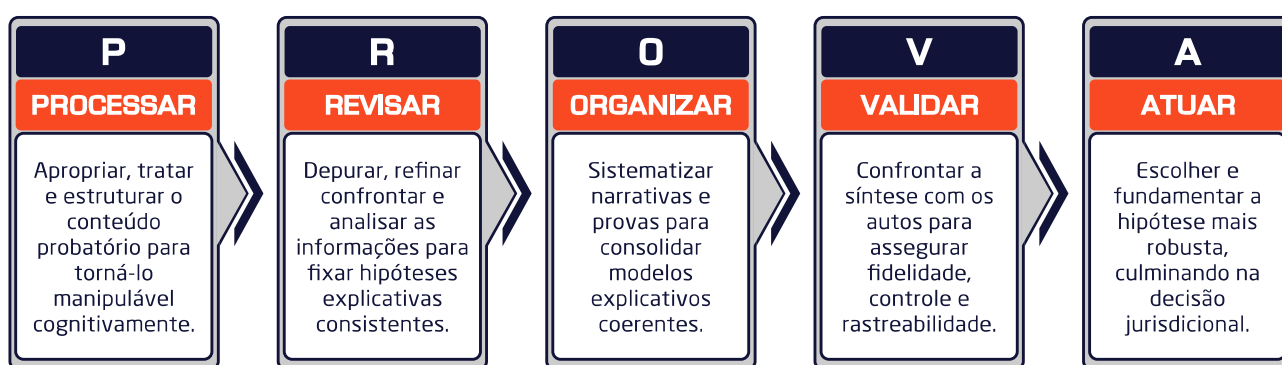 P
PROCESSAR
Apropriar, tratar
e estruturar o
conteúdo
probatório para
torná-lo
manipulável
cognitivamente.
R
REVISAR
Depurar, refinar
confrontar e
analisar as
informações para
fixar hipóteses
explicativas
consistentes.
O
ORGANIZAR
Sistematizar
narrativas e
provas para
consolidar
modelos
explicativos
coerentes.
V
VALIDAR
Confrontar a
síntese com os
autos para
assegurar
fidelidade,
controle e
rastreabilidade.
A
ATUAR
Escolher e
fundamentar a
hipótese mais
robusta,
culminando na
decisão
jurisdicional.